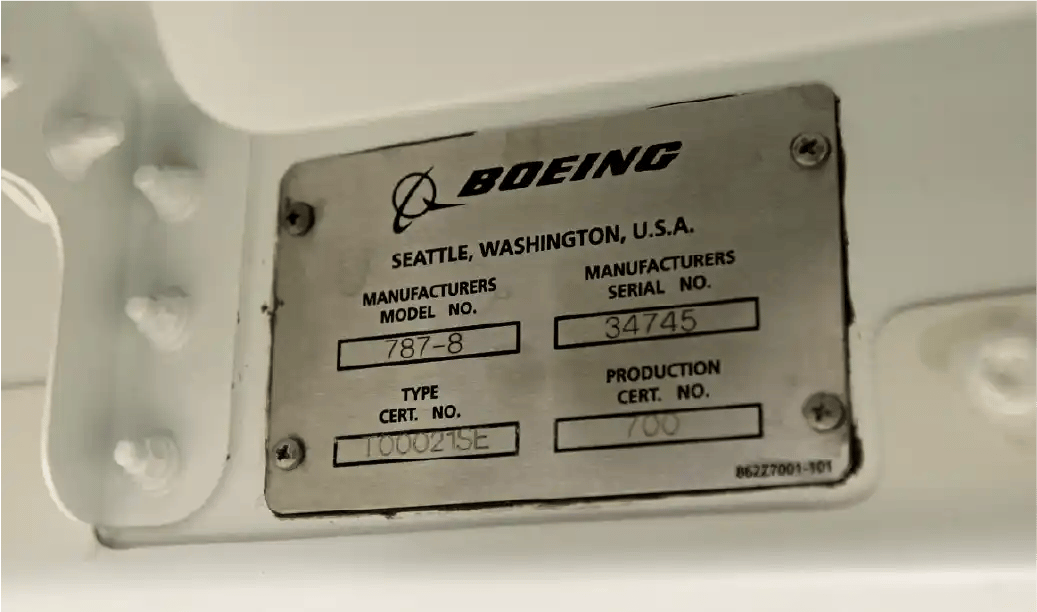 BOEING
SEATTLE, WASHINGTON, U.S.A.
MANUFACTURERS
MODEL NO.
787-8
MANUFACTURERS
SERIAL NO.
34745
TYPE
CERT. NO.
T00021SE
PRODUCTION
CERT. NO.
700
862Z7001-101